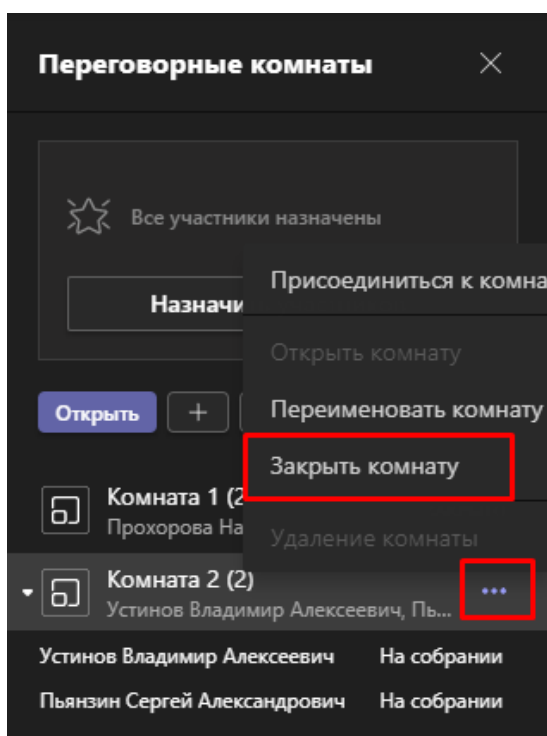 Переговорные комнаты
Все участники назначены
Присоединиться к комна
Назначи
Открыть комнату
Открыть
Переименовать комнату
Закрыть комнату
Комната 1 (2
Прохорова На
Удаление комнаты
Комната 2 (2)
Устинов Владимир Алексеевич, Пь...
Устинов Владимир Алексеевич На собрании
Пьянзин Сергей Александрович На собрании